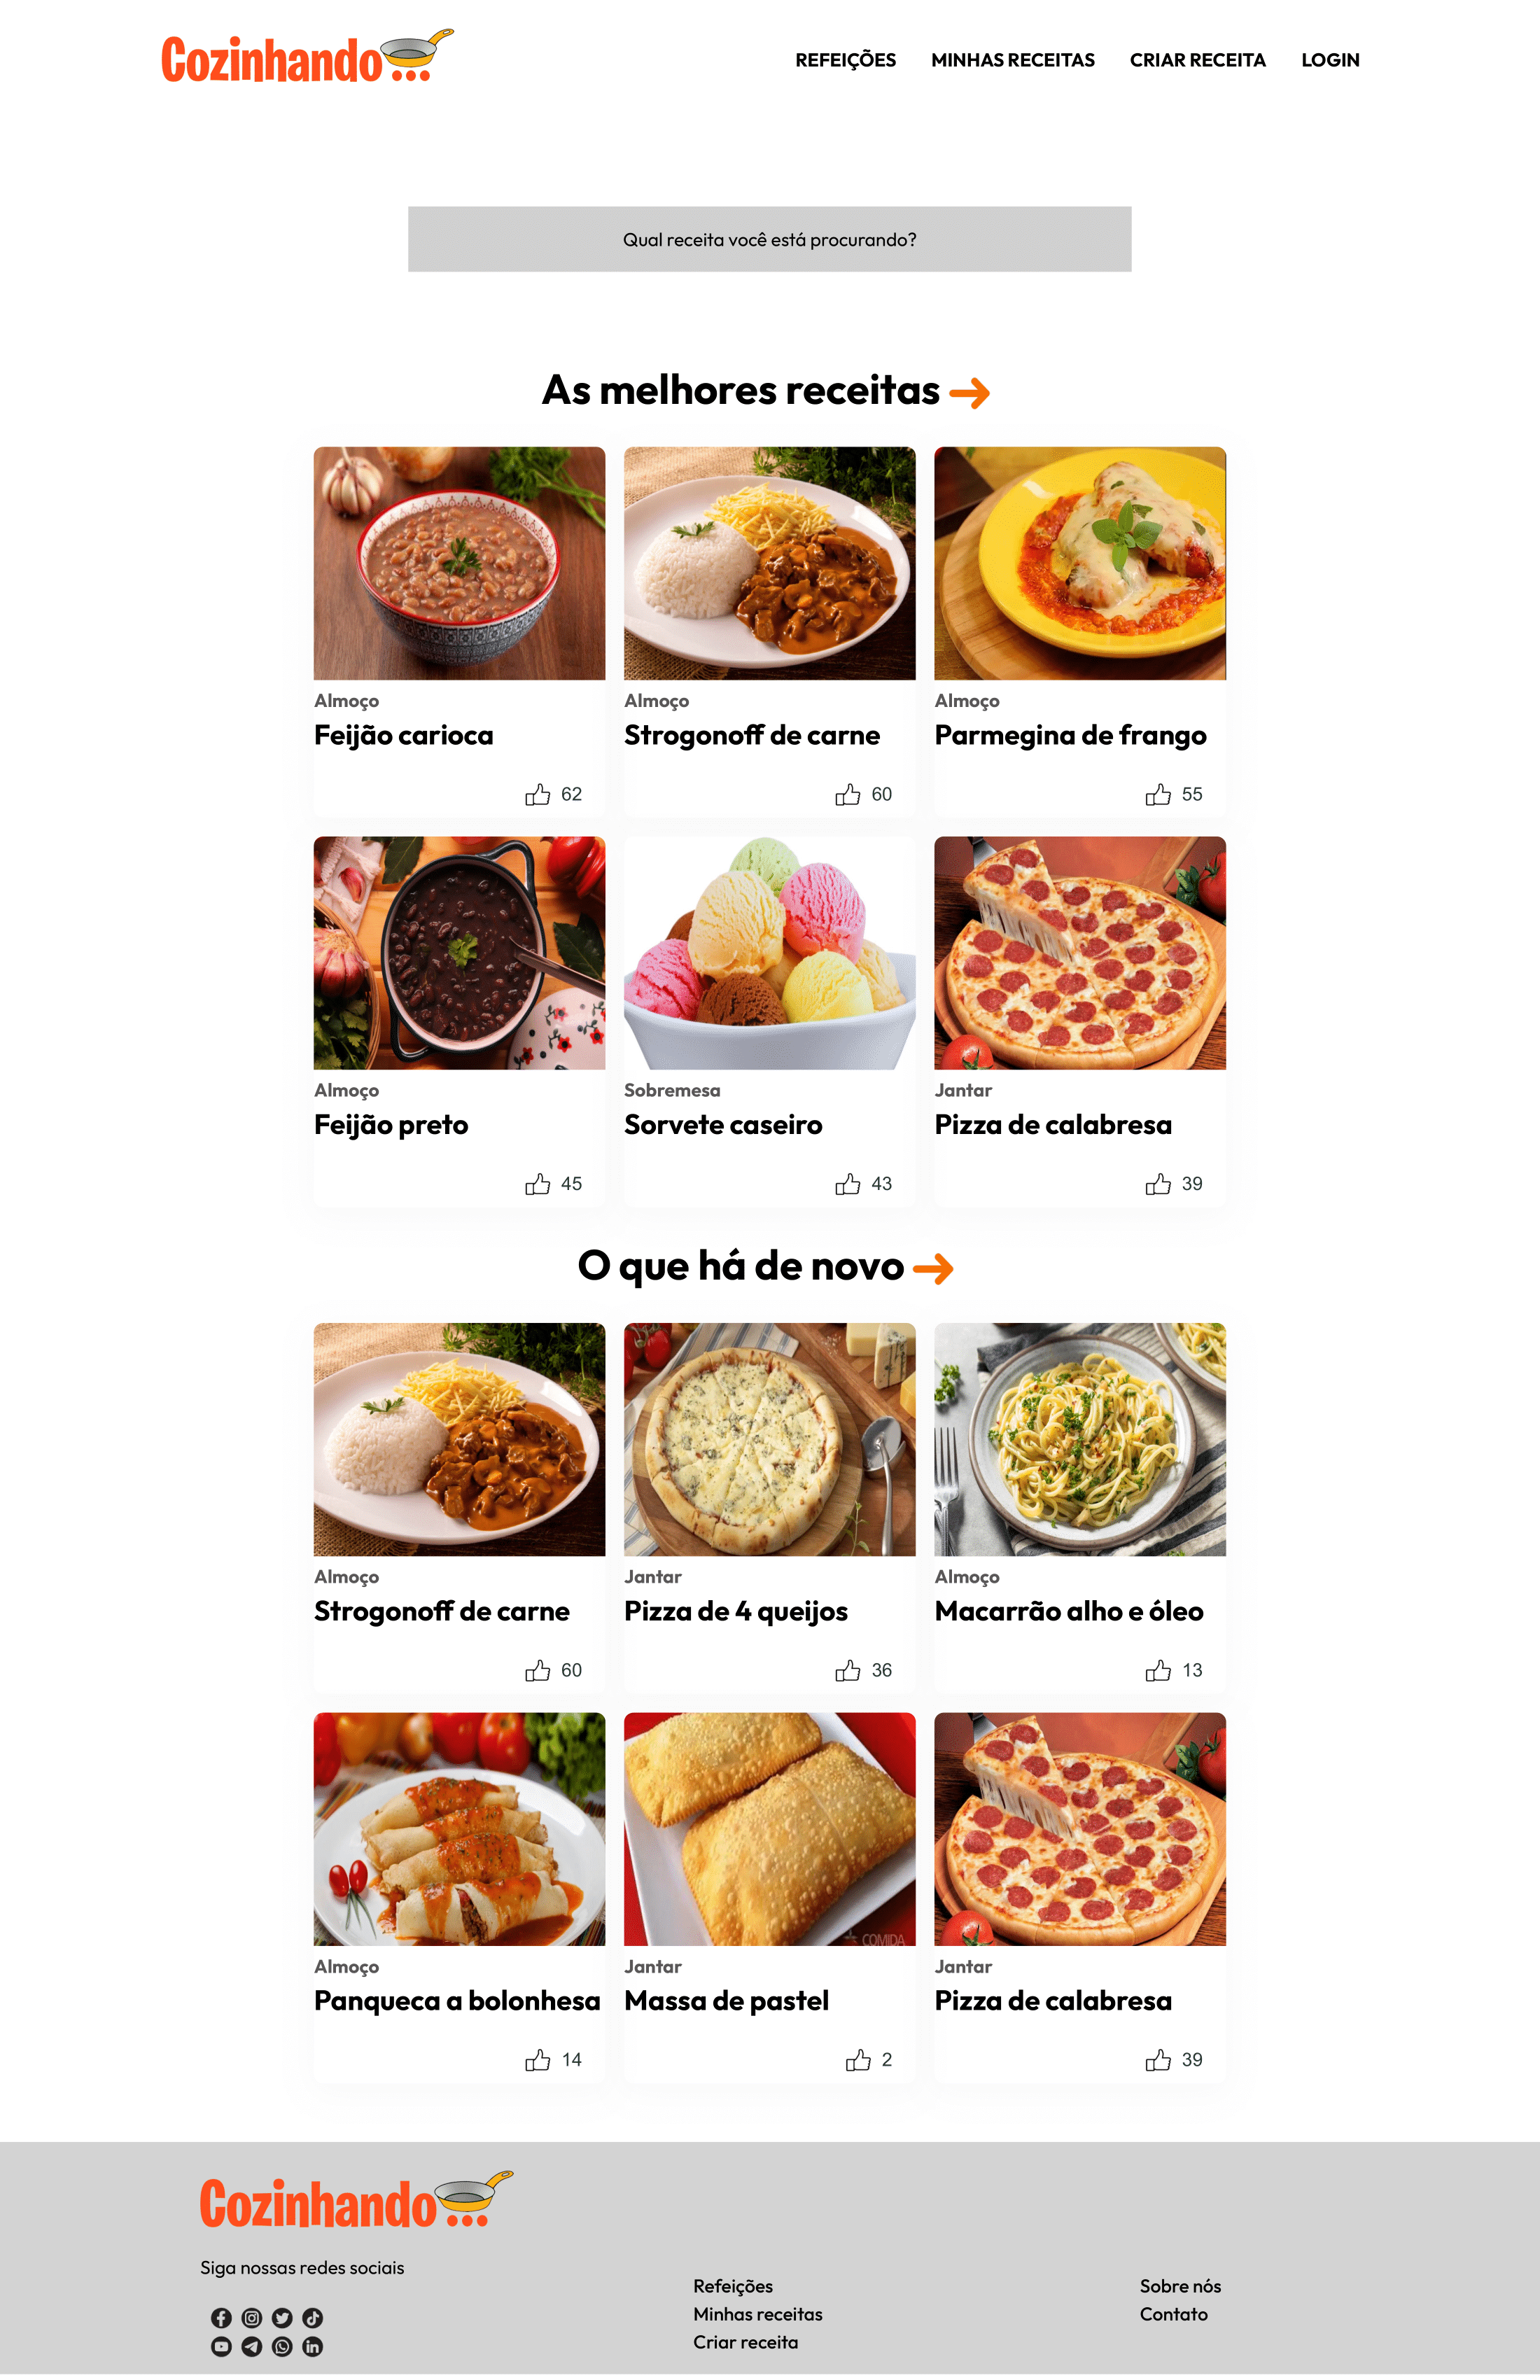 Cozinhando...
REFEIÇÕES MINHAS RECEITAS CRIAR RECEITA LOGIN
Qual receita você está procurando?
As melhores receitas
Almoço
Feijão carioca
62
Almoço
Strogonoff de carne
60
Almoço
Parmegina de frango
55
Almoço
Feijão preto
45
Sobremesa
Sorvete caseiro
43
Jantar
Pizza de calabresa
39
O que há de novo
Almoço
Strogonoff de carne
60
Jantar
Pizza de 4 queijos
36
Almoço
Macarrão alho e óleo
13
Almoço
Panqueca a bolonhesa
14
COMIDA
Jantar
Massa de pastel
2
Jantar
Pizza de calabresa
39
Cozinhando...
Siga nossas redes sociais
Refeições
Minhas receitas
Criar receita
Sobre nós
Contato